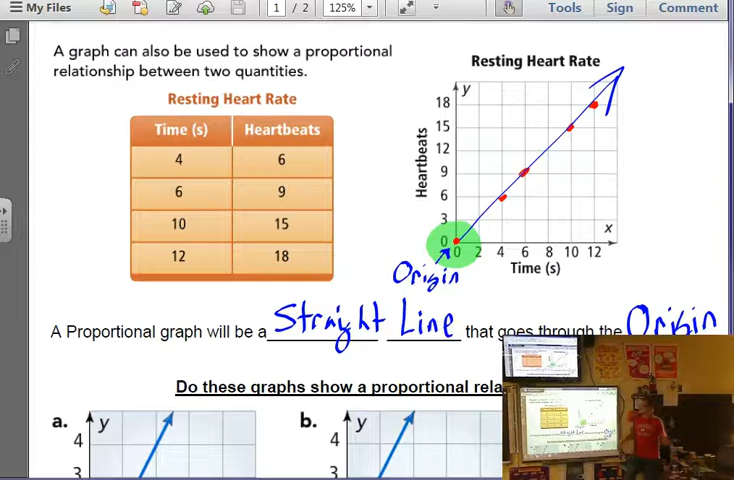 My Files 1 / 2 125% Tools Sign Comment
A graph can also be used to show a proportional
relationship between two quantities.
Resting Heart Rate
Time (s) Heartbeats
4 6
6 9
10 15
12 18
Resting Heart Rate
y
18
15
12
9
6
3
0
Heartbeats
x
0 2 4 6 8 10 12
Time (s)
Origin
A Proportional graph will be a Straight Line that goes through the Origin
Do these graphs show a proportional rela
a. y
4
3
b. y
4
3